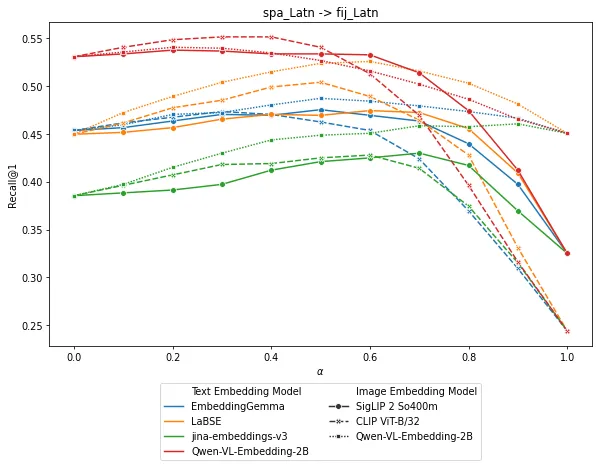 spa_Latn -> fij_Latn
Recall@1
0.55
0.50
0.45
0.40
0.35
0.30
0.25
0.0
0.2
0.4
0.6
0.8
1.0
α
Text Embedding Model
EmbeddingGemma
LaBSE
jina-embeddings-v3
Qwen-VL-Embedding-2B
Image Embedding Model
SigLIP 2 So400m
CLIP ViT-B/32
Qwen-VL-Embedding-2B